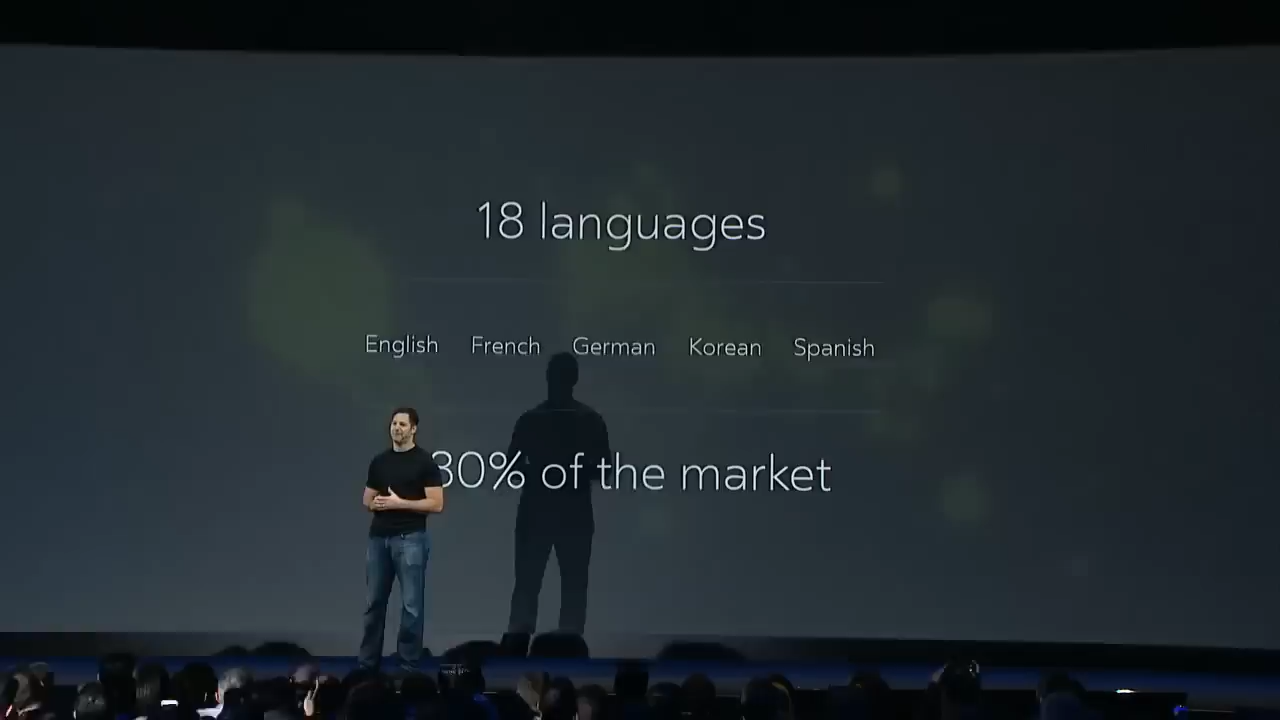 18 languages
English French German Korean Spanish
30% of the market